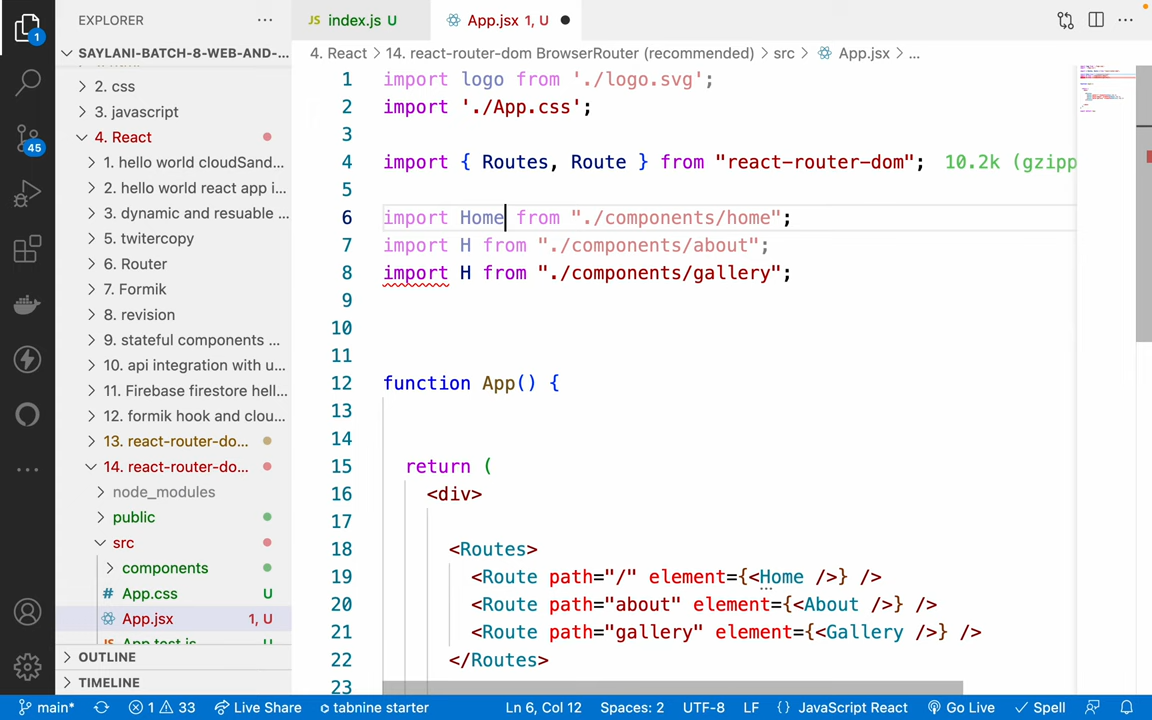 EXPLORER
index.js U
App.jsx 1, U
SAYLANI-BATCH-8-WEB-AND-...
4. React > 14. react-router-dom BrowserRouter (recommended) > src > App.jsx > ...
2. css
3. javascript
4. React
1. hello world cloudSand...
2. hello world react app i...
3. dynamic and resuable ...
5. twitercopy
6. Router
7. Formik
8. revision
9. stateful components ...
10. api integration with u...
11. Firebase firestore hell...
12. formik hook and clou...
13. react-router-do...
14. react-router-do...
node_modules
public
src
components
# App.css U
App.jsx 1, U
OUTLINE
TIMELINE
1
45
1 import logo from './logo.svg';
2 import './App.css';
3
4 import { Routes, Route } from "react-router-dom"; 10.2k (gzipp
5
6 import Home from "./components/home";
7 import H from "./components/about";
8 import H from "./components/gallery";
9
10
11
12 function App() {
13
14
15 return (
16 <div>
17
18 <Routes>
19 <Route path="/" element={<Home />} />
20 <Route path="about" element={<About />} />
21 <Route path="gallery" element={<Gallery />} />
22 </Routes>
23
main* 1 33 Live Share tabnine starter Ln 6, Col 12 Spaces: 2 UTF-8 LF {} JavaScript React Go Live Spell